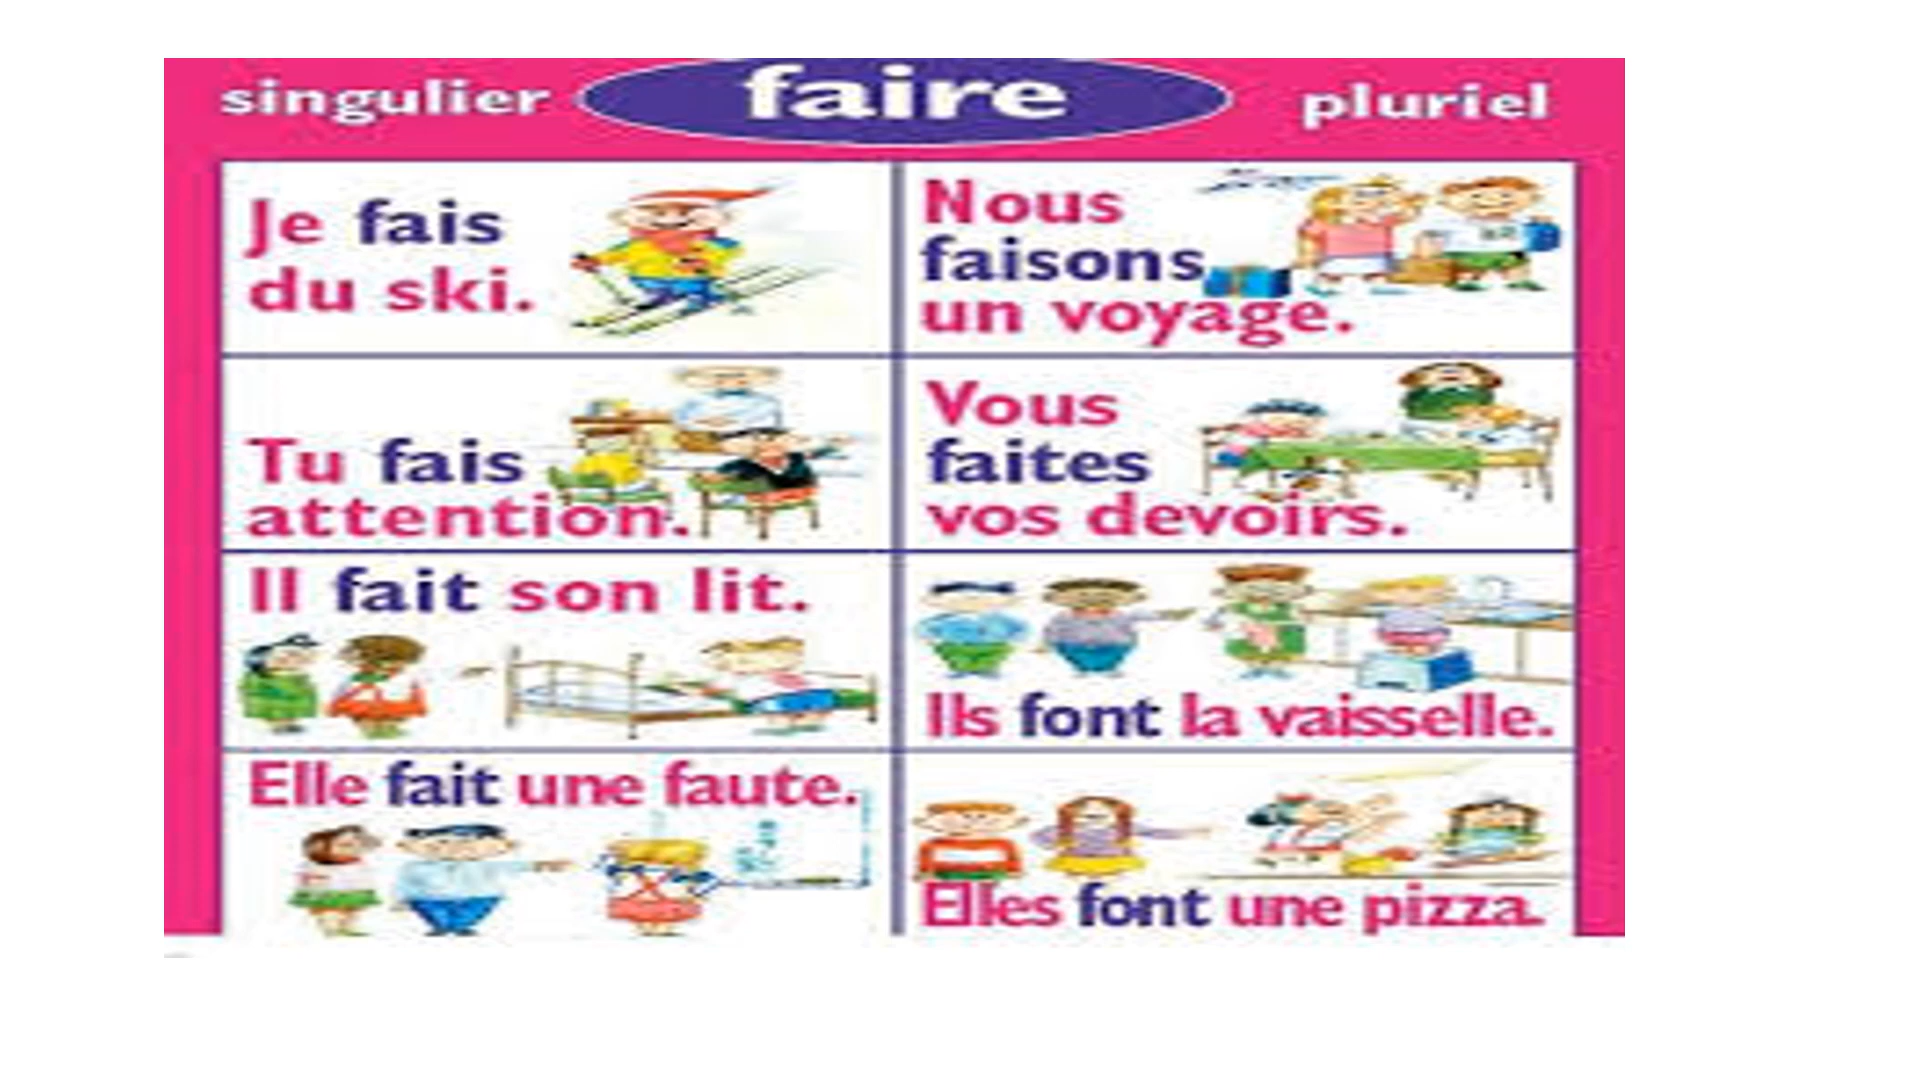 singulier
faire
pluriel
Je fais
du ski.
Nous
faisons
un voyage.
Tu fais
attention.
Vous
faites
vos devoirs.
Il fait son lit.
Ils font la vaisselle.
Elle fait une faute.
Elles font une pizza.